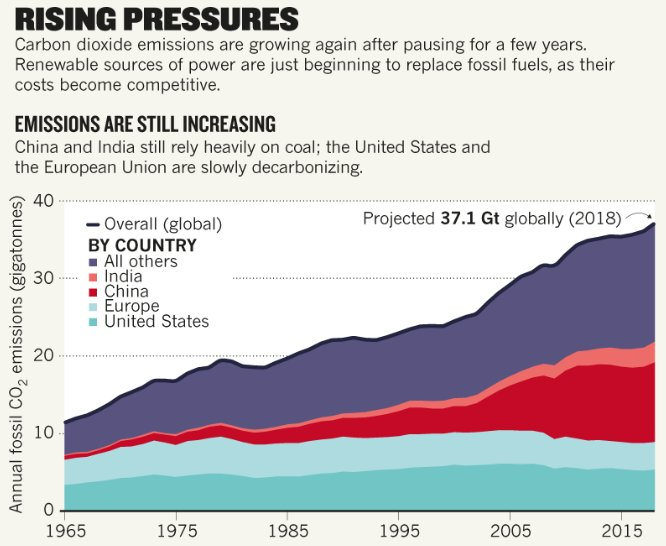 RISING PRESSURES
Carbon dioxide emissions are growing again after pausing for a few years.
Renewable sources of power are just beginning to replace fossil fuels, as their
costs become competitive.
EMISSIONS ARE STILL INCREASING
China and India still rely heavily on coal; the United States and
the European Union are slowly decarbonizing.
Annual fossil CO₂ emissions (gigatonnes)
40
30
20
10
0
Overall (global)
BY COUNTRY
All others
India
China
Europe
United States
Projected 37.1 Gt globally (2018)
1965
1975
1985
1995
2005
2015